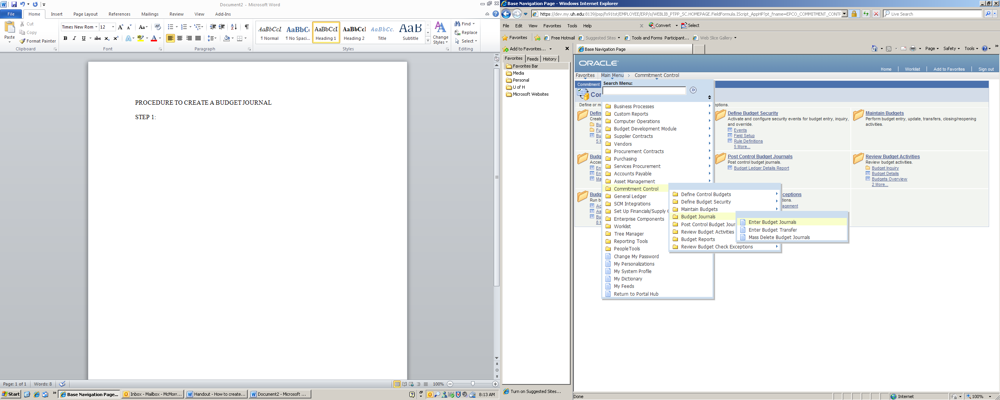 Document2 - Microsoft Word
File Home Insert Page Layout References Mailings Review View Add-Ins
Paste
Cut
Copy
Format Painter
Clipboard
Times New Rom 12
Font
Paragraph
AaBbCcI AaBbCc AaBbCcI AaBbCcI AaBbCc AaB
¶ Normal ¶ No Spaci... Heading 1 Heading 2 Title Subtitle
Change Styles
Styles
Find
Replace
Select
Editing
PROCEDURE TO CREATE A BUDGET JOURNAL
STEP 1:
Page: 1 of 1 Words: 8 100%
Start Base Navigation Page... Inbox - Mailbox - McMorr... Handout - How to create... Document2 - Microsoft ... 8:13 AM
Base Navigation Page - Windows Internet Explorer
https://dev.my.uh.edu:8139/psp/fs91tst/EMPLOYEE/ERP/s/WEBLIB_PTPP_SC.HOMEPAGE.FieldFormula.IScript_AppHP?pt_fname=EPCO_COMMITMENT_CONTF
Live Search
File Edit View Favorites Tools Help Convert Select
Favorites Free Hotmail Suggested Sites Tools and Forms Participant... Web Slice Gallery
Add to Favorites... X
Base Navigation Page
Page Safety Tools
Favorites Feeds History
Favorites Bar
Media
Personal
U of H
Microsoft Websites
Turn on Suggested Sites...
ORACLE
Home Worklist Add to Favorites Sign out
Favorites Main Menu > Commitment Control
Commitment
Search Menu:
Business Processes
Custom Reports
Computer Operations
Budget Development Module
Supplier Contracts
Vendors
Procurement Contracts
Purchasing
Services Procurement
Accounts Payable
Asset Management
Commitment Control
General Ledger
SCM Integrations
Set Up Financials/Supply C
Enterprise Components
Worklist
Tree Manager
Reporting Tools
PeopleTools
Change My Password
My Personalizations
My System Profile
My Dictionary
My Feeds
Return to Portal Hub
Define Control Budgets
Define Budget Security
Maintain Budgets
Budget Journals
Post Control Budget Jour
Review Budget Activities
Budget Reports
Review Budget Check Exceptions
Enter Budget Journals
Enter Budget Transfer
Mass Delete Budget Journals
Cor
Define or ma
eptions.
Defin
Create
Bu
Fu
Bu
5 M
Define Budget Security
Activate and configure security events for budget entry, inquiry,
and override.
Events
Field Setup
Rule Definitions
5 More...
Maintain Budgets
Perform budget entry, update, transfers, closing/reopening
activities.
Budg
Acces
En
En
Ma
Post Control Budget Journals
Post control budget journals.
Budget Ledger Details Report
Review Budget Activities
Review budget activities.
Budget Inquiry
Budget Details
Budgets Overview
2 More...
Budg
Run b
Ac
As
Bu
8 M
ceptions
tions.
agement
Done Internet 100%